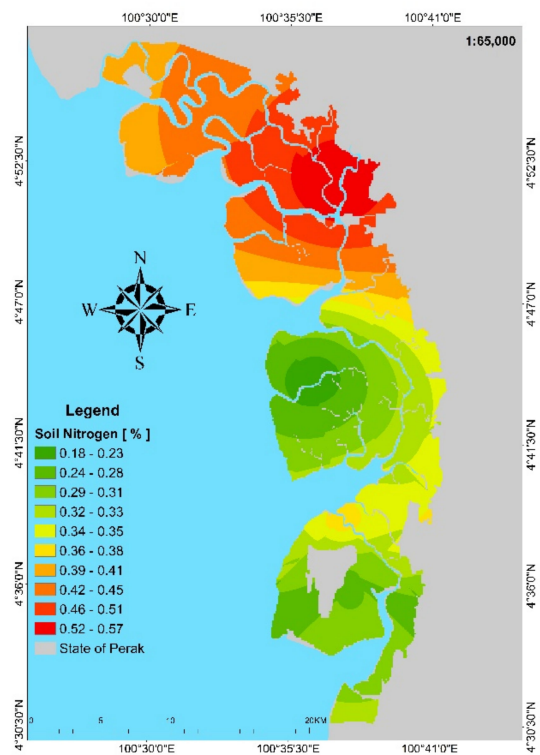 100°30'0"E 100°35'30"E 100°41'0"E
1:65,000
4°52'30"N 4°52'30"N
4°47'0"N 4°47'0"N
N
W E
S
Legend
Soil Nitrogen [ % ]
0.18 - 0.23
0.24 - 0.28
0.29 - 0.31
0.32 - 0.33
0.34 - 0.35
0.36 - 0.38
0.39 - 0.41
0.42 - 0.45
0.46 - 0.51
0.52 - 0.57
State of Perak
4°41'30"N 4°41'30"N
4°36'0"N 4°36'0"N
0 5 10 20KM
4°30'30"N 4°30'30"N
100°30'0"E 100°35'30"E 100°41'0"E